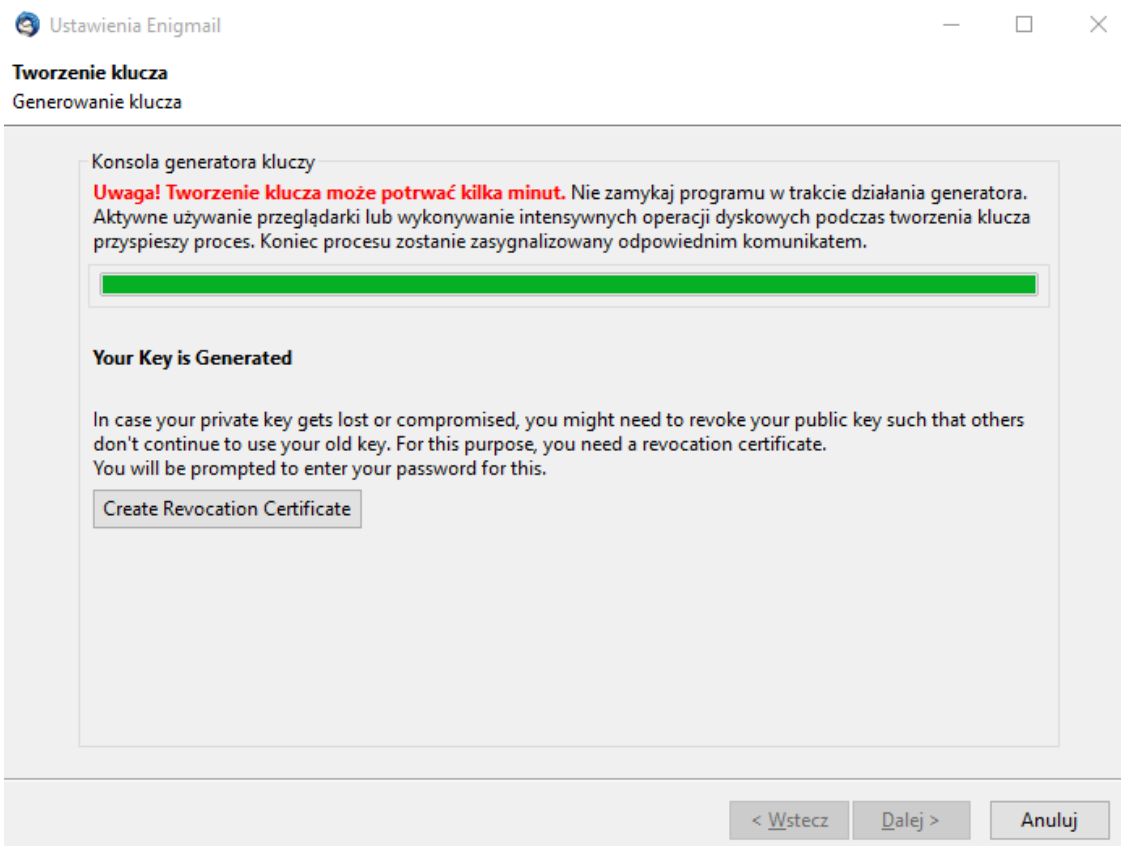 Ustawienia Enigmail
Tworzenie klucza
Generowanie klucza
Konsola generatora kluczy
Uwaga! Tworzenie klucza może potrwać kilka minut. Nie zamykaj programu w trakcie działania generatora.
Aktywne używanie przeglądarki lub wykonywanie intensywnych operacji dyskowych podczas tworzenia klucza
przyspieszy proces. Koniec procesu zostanie zasygnalizowany odpowiednim komunikatem.
Your Key is Generated
In case your private key gets lost or compromised, you might need to revoke your public key such that others
don't continue to use your old key. For this purpose, you need a revocation certificate.
You will be prompted to enter your password for this.
Create Revocation Certificate
< Wstecz
Dalej >
Anuluj